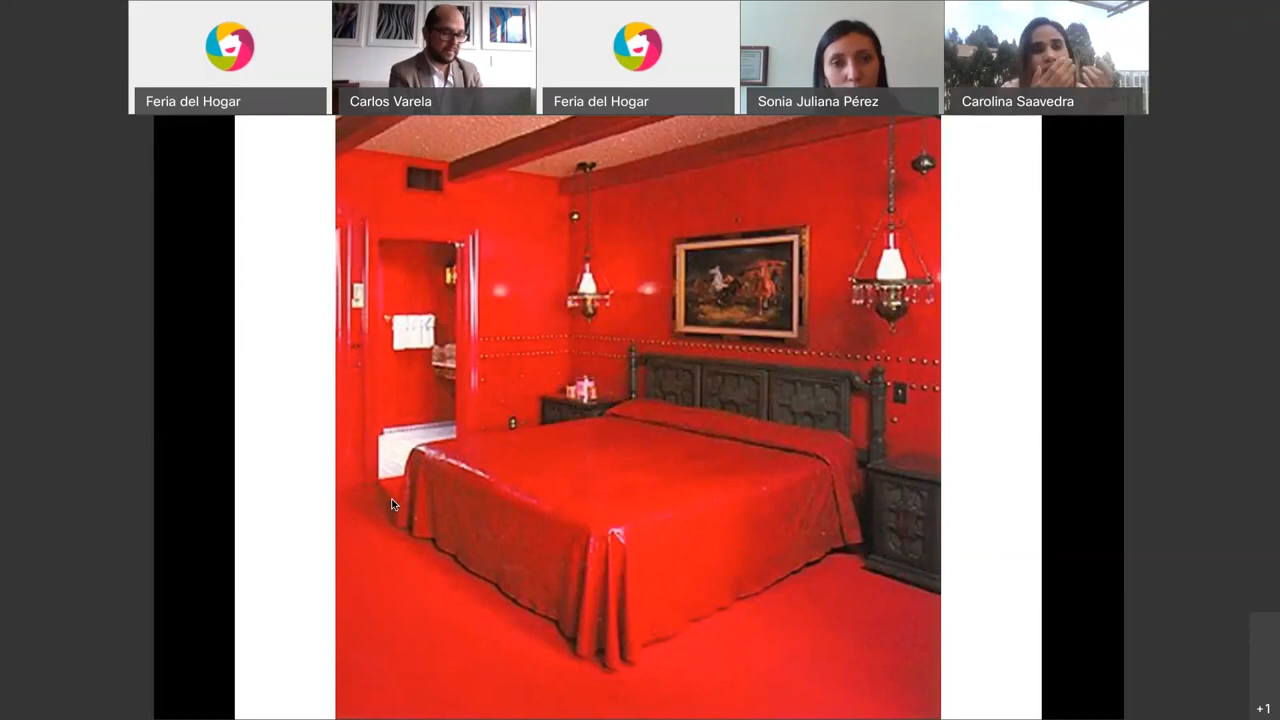 Feria del Hogar
Carlos Varela
Feria del Hogar
Sonia Juliana Pérez
Carolina Saavedra
+1